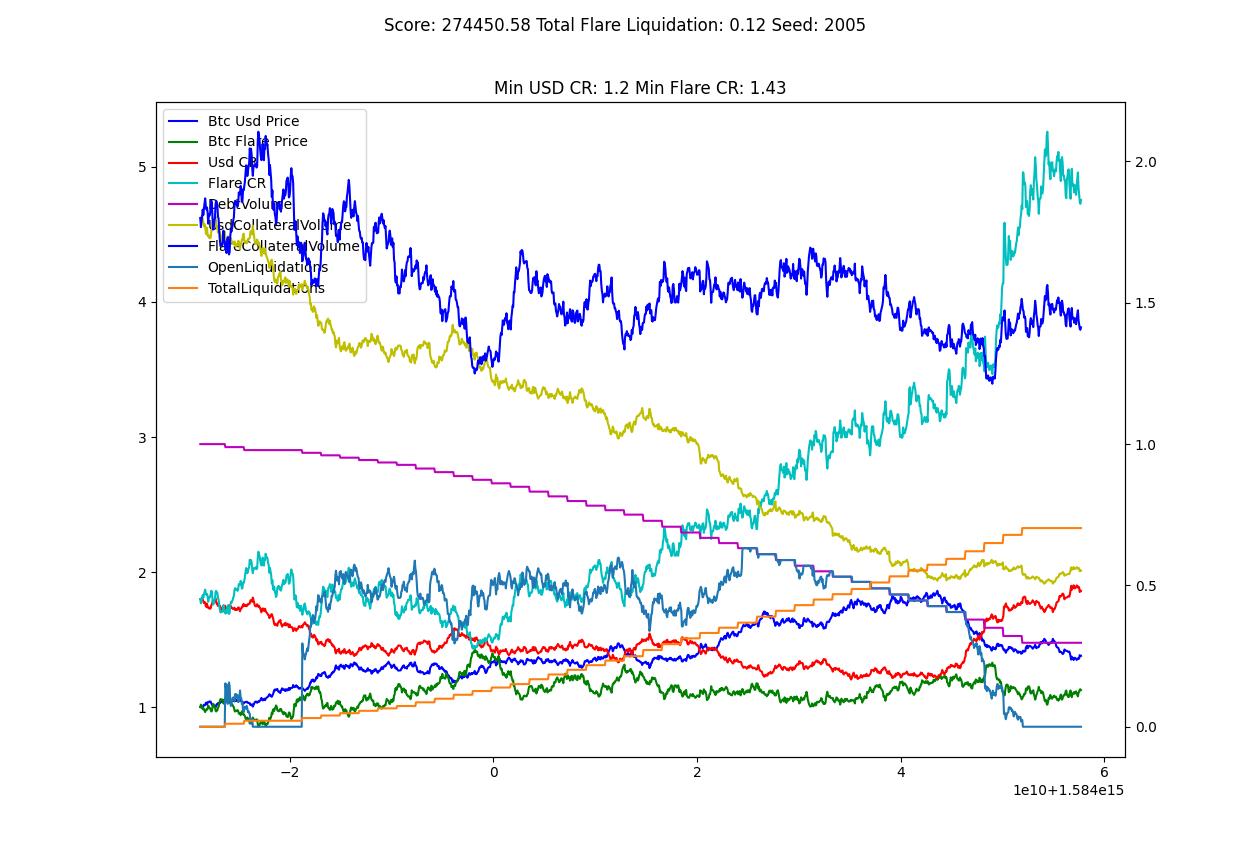 Score: 274450.58 Total Flare Liquidation: 0.12 Seed: 2005
Min USD CR: 1.2 Min Flare CR: 1.43
Btc Usd Price
Btc Flare Price
Usd CR
Flare CR
DebtVolume
UsdCollateralVolume
FlareCollateralVolume
OpenLiquidations
TotalLiquidations
5
4
3
2
1
2.0
1.5
1.0
0.5
0.0
−2
0
2
4
6
1e10+1.584e15